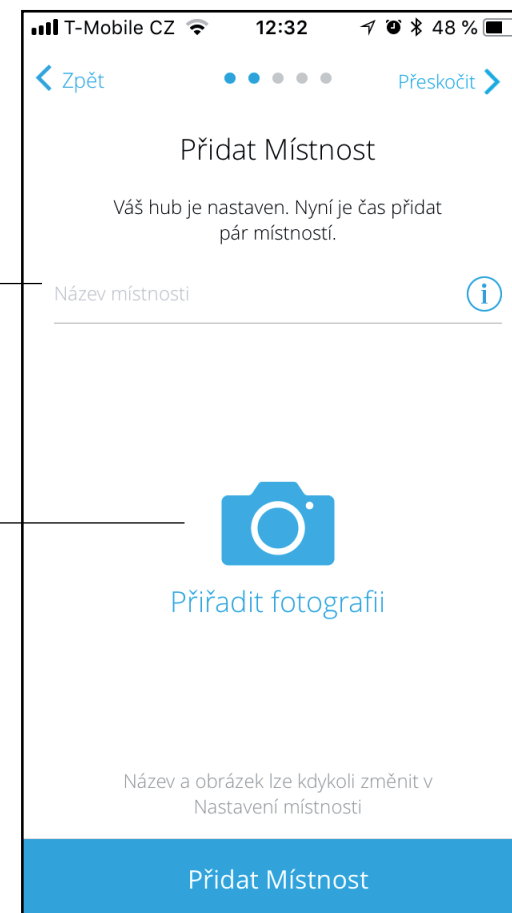 T-Mobile CZ 12:32 48 %
Zpět Přeskočit
Přidat Místnost
Váš hub je nastaven. Nyní je čas přidat
pár místností.
Název místnosti i
Přiřadit fotografii
Název a obrázek lze kdykoli změnit v
Nastavení místnosti
Přidat Místnost